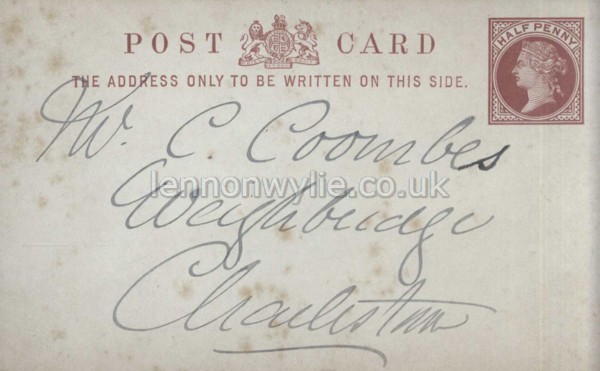 POST CARD
HALF PENNY
THE ADDRESS ONLY TO BE WRITTEN ON THIS SIDE.
Mr. C Coombes
lennonwylie.co.uk
Weighbridge
Charlestown